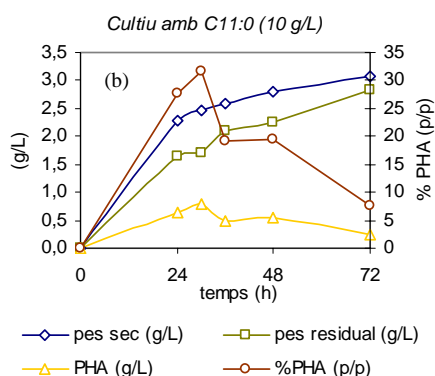 Cultiu amb C11:0 (10 g/L)
3,5 35
3,0 (b) 30
2,5 25
2,0 20
1,5 15
1,0 10
0,5 5
0,0 0
(g/L)
% PHA (p/p)
0 24 48 72
temps (h)
pes sec (g/L) pes residual (g/L)
PHA (g/L) %PHA (p/p)